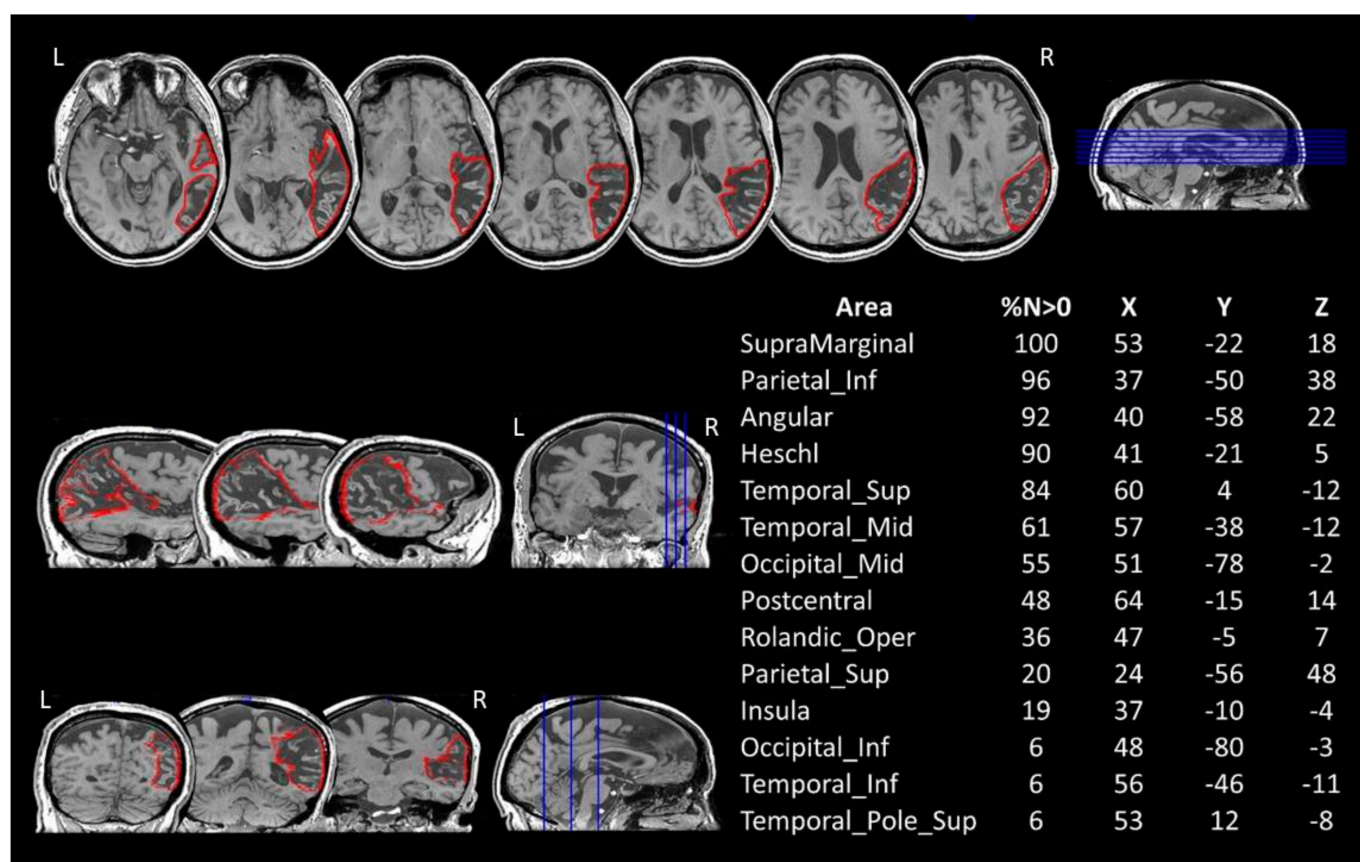 L R
Area %N>0 X Y Z
SupraMarginal 100 53 -22 18
Parietal_Inf 96 37 -50 38
Angular 92 40 -58 22
L R
Heschl 90 41 -21 5
Temporal_Sup 84 60 4 -12
Temporal_Mid 61 57 -38 -12
Occipital_Mid 55 51 -78 -2
Postcentral 48 64 -15 14
Rolandic_Oper 36 47 -5 7
Parietal_Sup 20 24 -56 48
L R
Insula 19 37 -10 -4
Occipital_Inf 6 48 -80 -3
Temporal_Inf 6 56 -46 -11
Temporal_Pole_Sup 6 53 12 -8